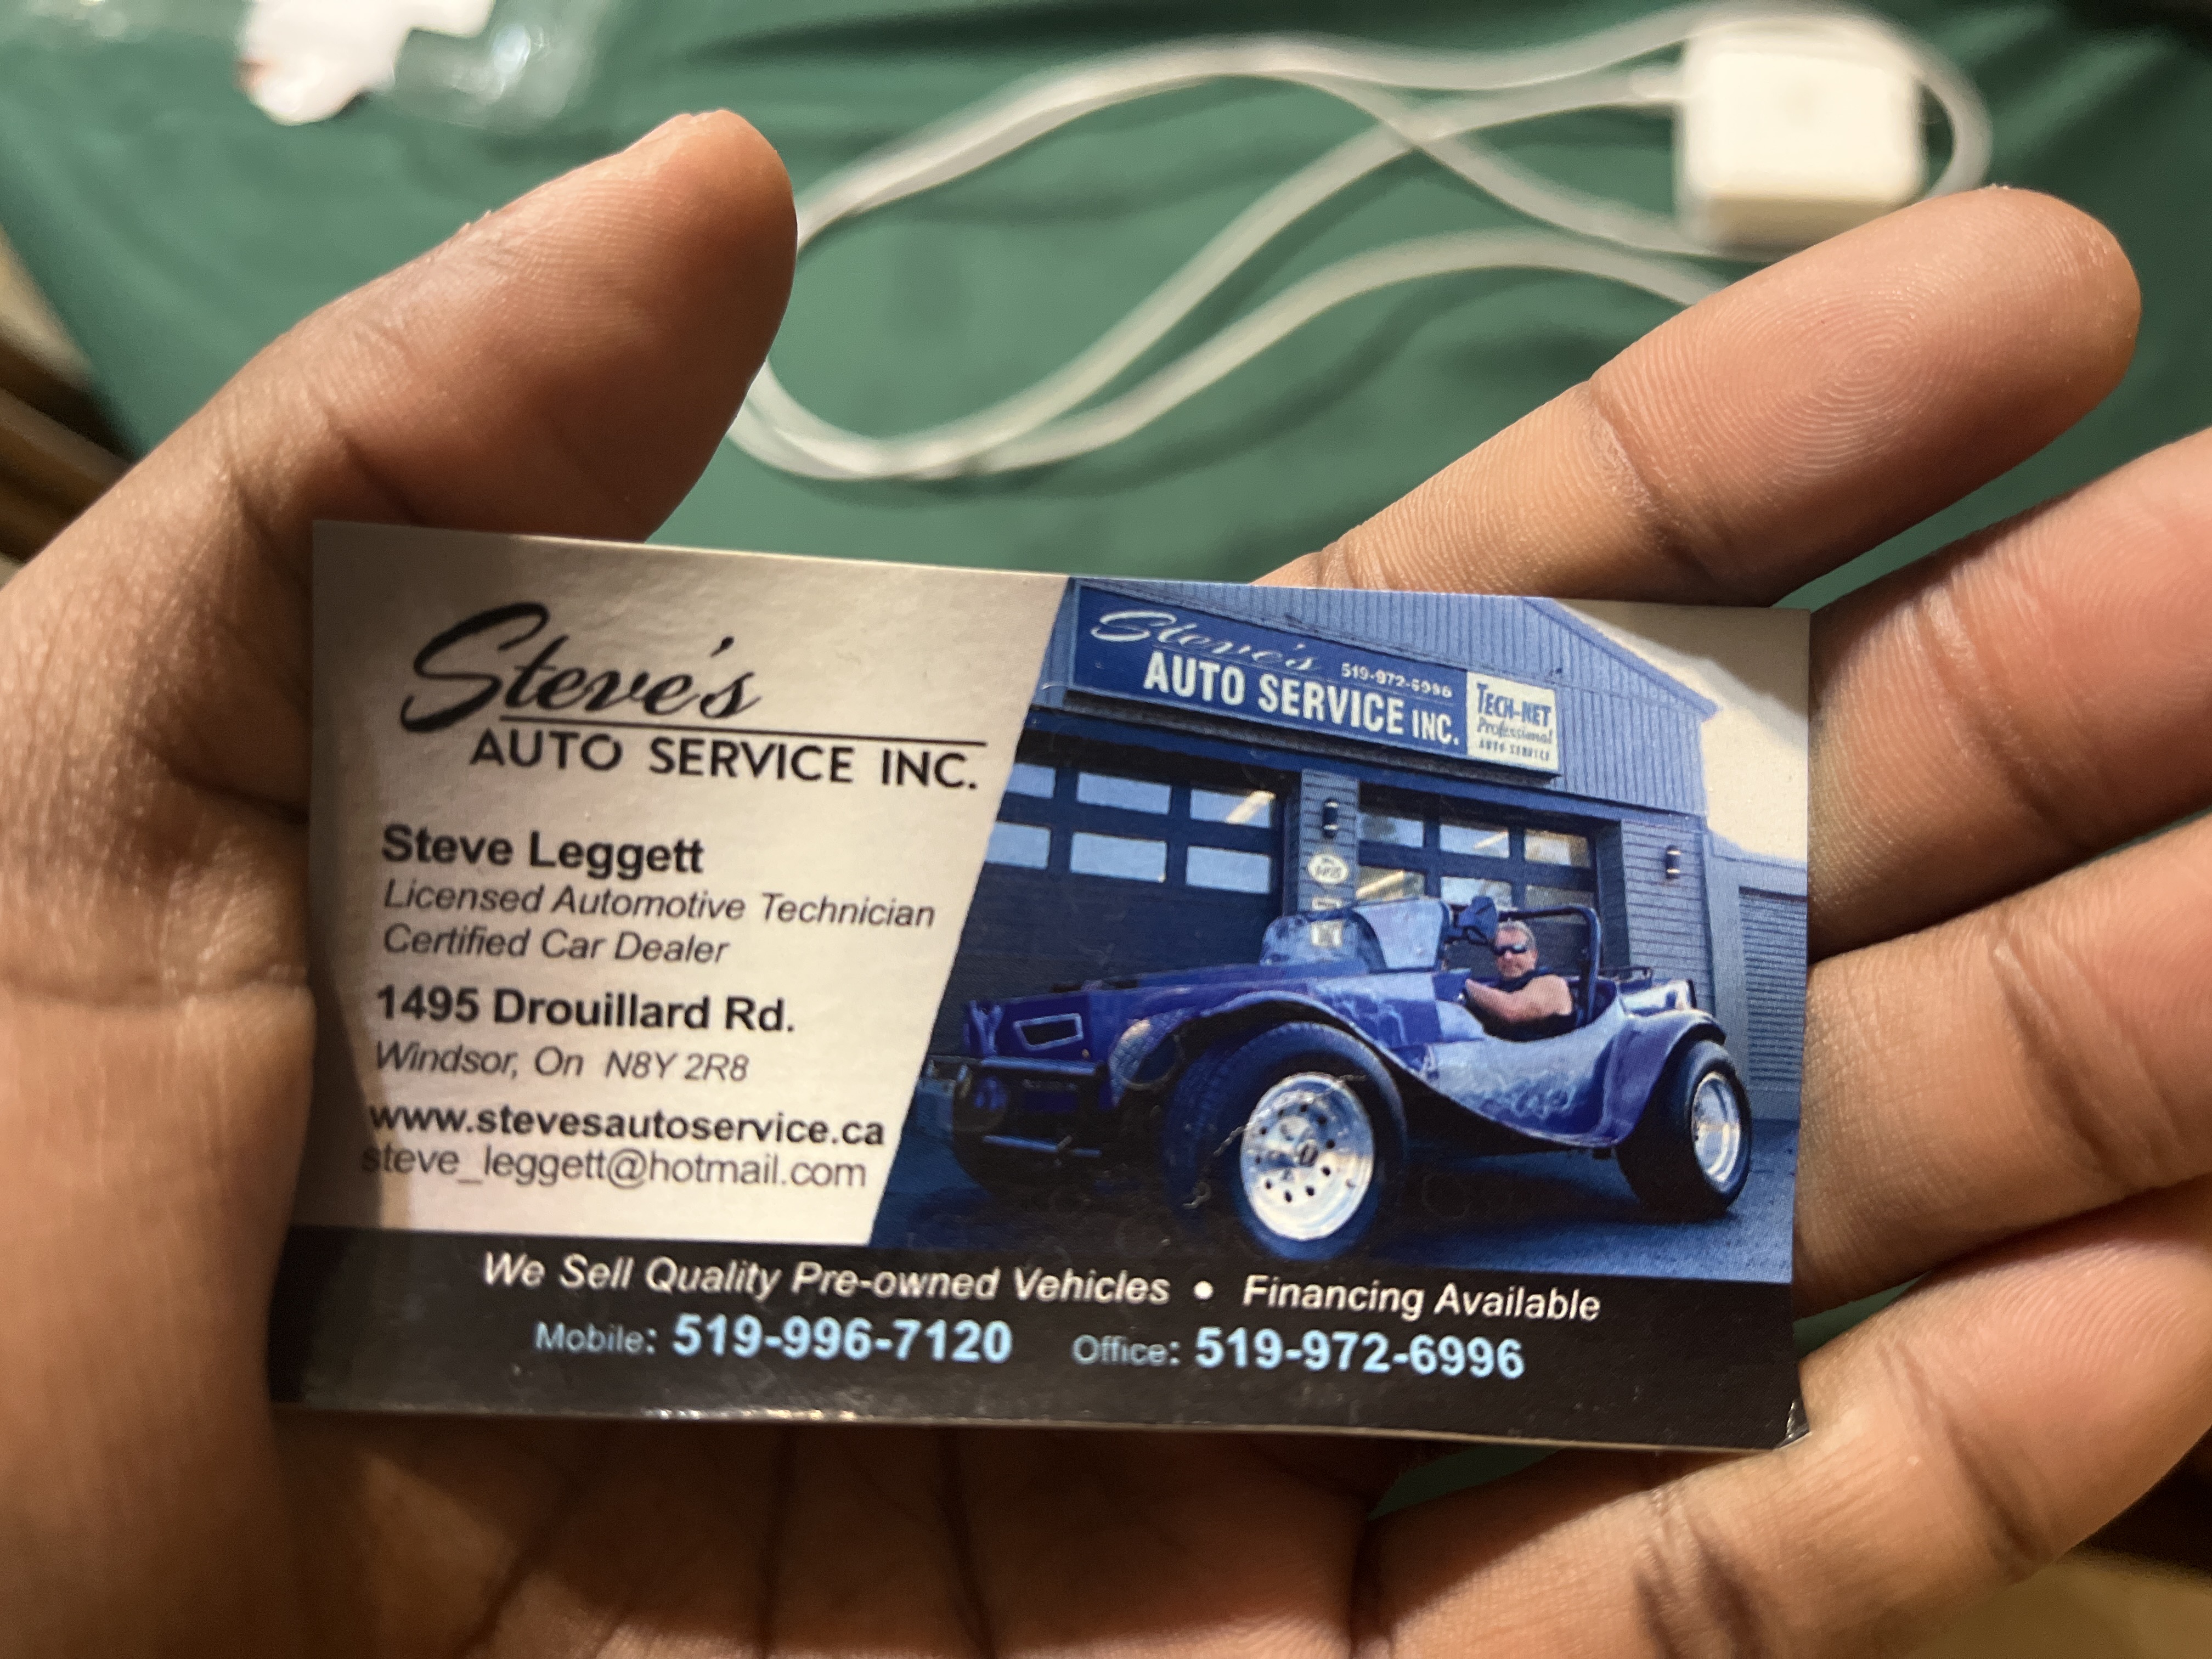 Steve's
AUTO SERVICE INC.
Steve Leggett
Licensed Automotive Technician
Certified Car Dealer
1495 Drouillard Rd.
Windsor, On N8Y 2R8
www.stevesautoservice.ca
steve_leggett@hotmail.com
Steve's 519-972-6996
AUTO SERVICE INC.
TECH-NET
Professional
AUTO SERVICE
We Sell Quality Pre-owned Vehicles • Financing Available
Mobile: 519-996-7120 Office: 519-972-6996